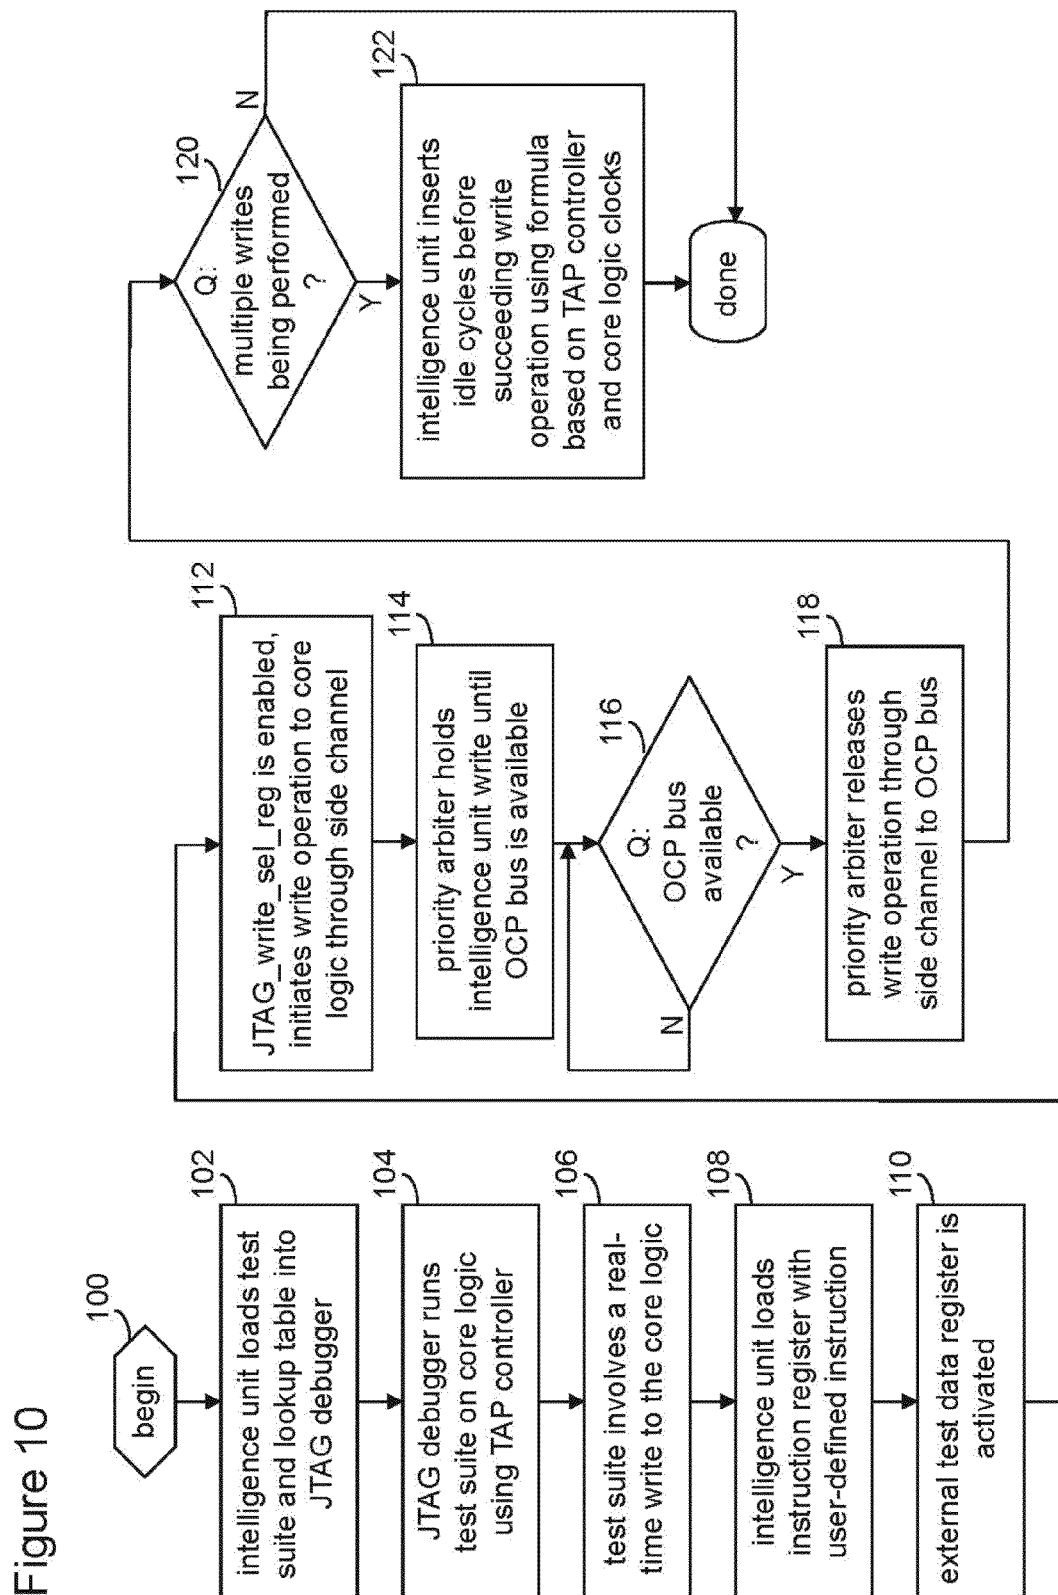 Figure 10
100
begin
102
intelligence unit loads test
suite and lookup table into
JTAG debugger
104
JTAG debugger runs
test suite on core logic
using TAP controller
106
test suite involves a real-
time write to the core logic
108
intelligence unit loads
instruction register with
user-defined instruction
110
external test data register is
activated
112
JTAG_write_sel_reg is enabled,
initiates write operation to core
logic through side channel
114
priority arbiter holds
intelligence unit write until
OCP bus is available
116
Q:
OCP bus
available
?
N
Y
118
priority arbiter releases
write operation through
side channel to OCP bus
120
Q:
multiple writes
being performed
?
N
Y
122
intelligence unit inserts
idle cycles before
succeeding write
operation using formula
based on TAP controller
and core logic clocks
done